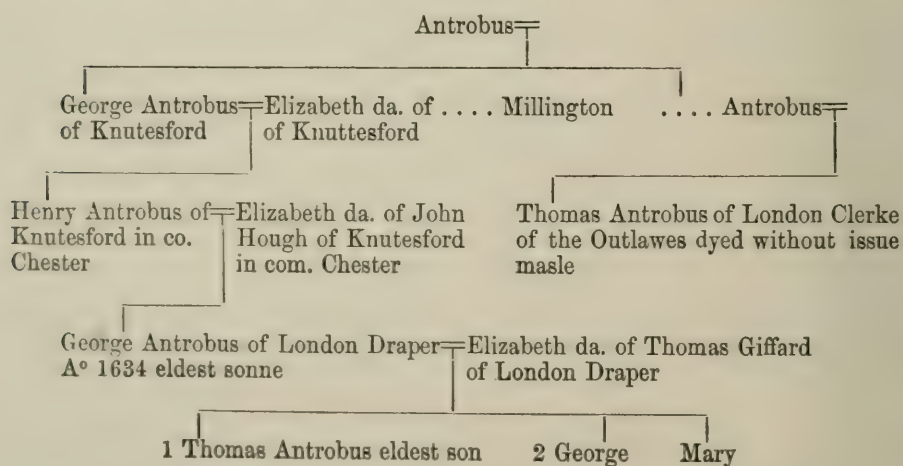 Antrobus
George Antrobus Elizabeth da. of .... Millington .... Antrobus
of Knutesford of Knuttesford
Henry Antrobus of Elizabeth da. of John Thomas Antrobus of London Clerke
Knutesford in co. Hough of Knutesford of the Outlawes dyed without issue
Chester in com. Chester masle
George Antrobus of London Draper Elizabeth da. of Thomas Giffard
Aº 1634 eldest sonne of London Draper
1 Thomas Antrobus eldest son 2 George Mary